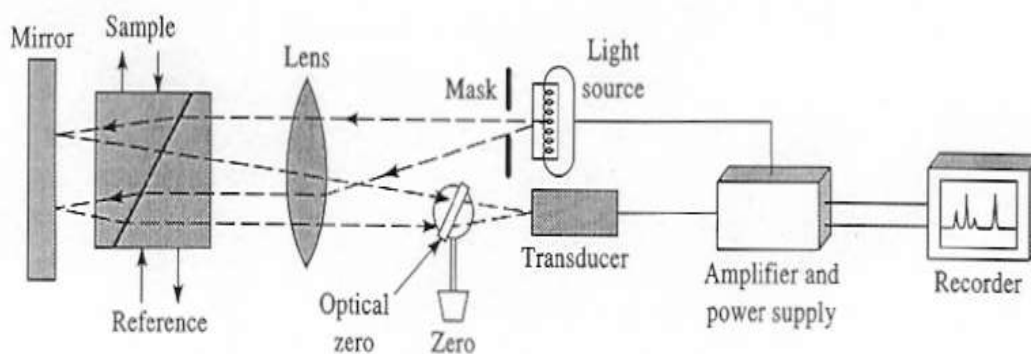 Sample
Mirror
Lens
Light
source
Mask
Transducer
Amplifier and
power supply
Recorder
Reference
Optical
zero
Zero